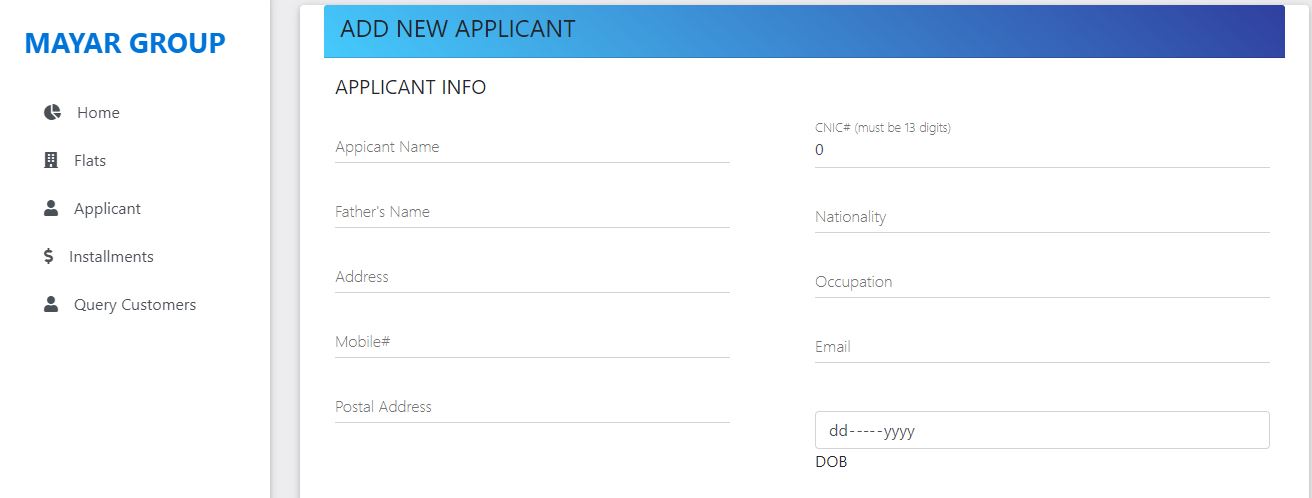 MAYAR GROUP
Home
Flats
Applicant
Installments
Query Customers
ADD NEW APPLICANT
APPLICANT INFO
Appicant Name
Father's Name
Address
Mobile#
Postal Address
CNIC# (must be 13 digits)
0
Nationality
Occupation
Email
dd-----yyyy
DOB